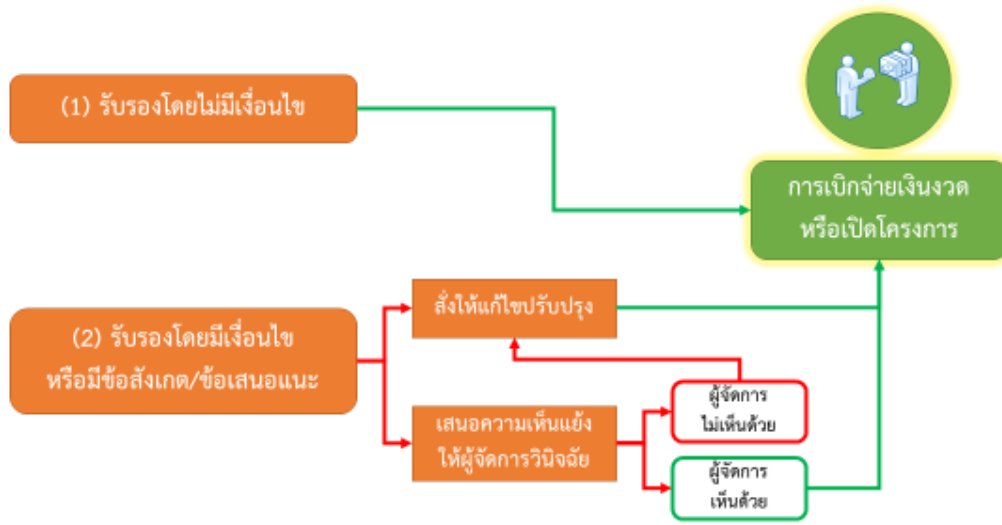 (1) รับรองโดยไม่มีเงื่อนไข
การเบิกจ่ายเงินงวด
หรือเปิดโครงการ
(2) รับรองโดยมีเงื่อนไข
หรือมีข้อสังเกต/ข้อเสนอแนะ
สั่งให้แก้ไขปรับปรุง
เสนอความเห็นแย้ง
ให้ผู้จัดการวินิจฉัย
ผู้จัดการ
ไม่เห็นด้วย
ผู้จัดการ
เห็นด้วย